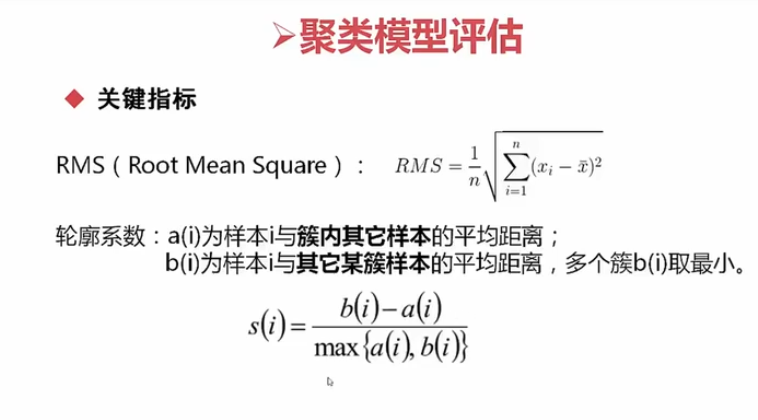 ➢聚类模型评估
◆ 关键指标
RMS（Root Mean Square）： RMS = \frac{1}{n}\sqrt{\sum_{i=1}^{n}(x_i - \bar{x})^2}
轮廓系数：a(i)为样本i与簇内其它样本的平均距离；
b(i)为样本i与其它某簇样本的平均距离，多个簇b(i)取最小。
s(i) = \frac{b(i) - a(i)}{\max\{a(i), b(i)\}}